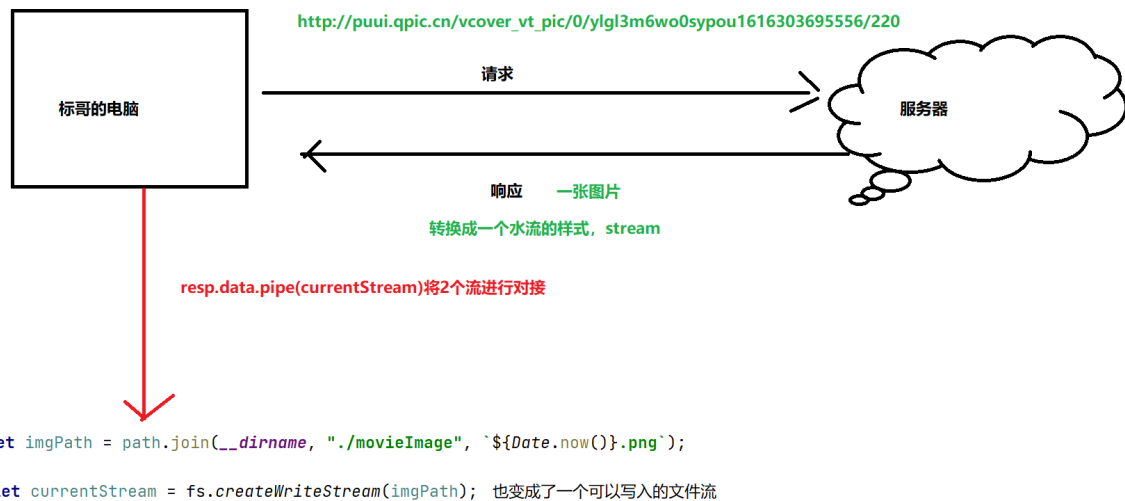 http://puui.qpic.cn/vcover_vt_pic/0/ylgl3m6wo0sypou1616303695556/220
请求
标哥的电脑
服务器
响应 一张图片
转换成一个水流的样式，stream
resp.data.pipe(currentStream)将2个流进行对接
et imgPath = path.join(__dirname, "./movieImage", `${Date.now()}.png`);
let currentStream = fs.createWriteStream(imgPath); 也变成了一个可以写入的文件流